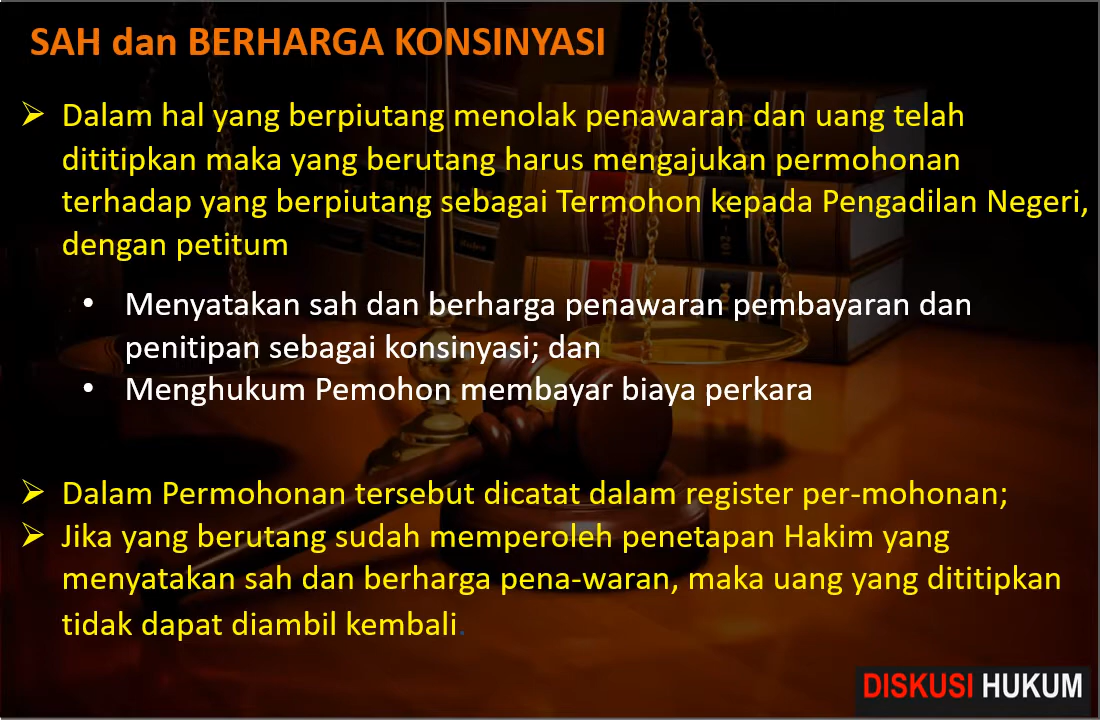 SAH dan BERHARGA KONSINYASI
➢ Dalam hal yang berpiutang menolak penawaran dan uang telah
dititipkan maka yang berutang harus mengajukan permohonan
terhadap yang berpiutang sebagai Termohon kepada Pengadilan Negeri,
dengan petitum
• Menyatakan sah dan berharga penawaran pembayaran dan
penitipan sebagai konsinyasi; dan
• Menghukum Pemohon membayar biaya perkara
➢ Dalam Permohonan tersebut dicatat dalam register per-mohonan;
➢ Jika yang berutang sudah memperoleh penetapan Hakim yang
menyatakan sah dan berharga pena-waran, maka uang yang dititipkan
tidak dapat diambil kembali.
DISKUSI HUKUM